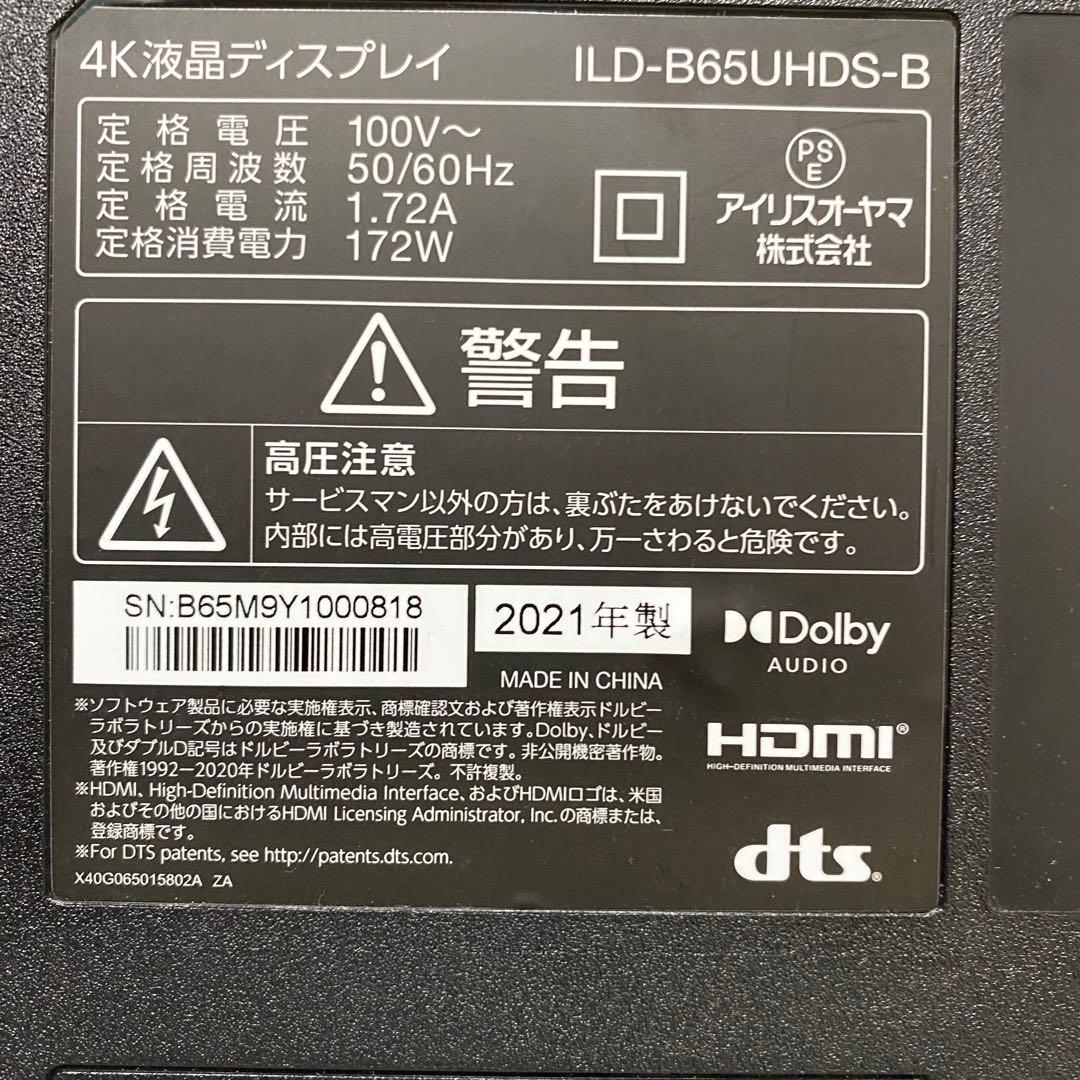 4K液晶ディスプレイ ILD-B65UHDS-B
定格電圧 100V～
定格周波数 50/60Hz
定格電流 1.72A
定格消費電力 172W
PS
E
アイリスオーヤマ
株式会社
警告
高圧注意
サービスマン以外の方は、裏ぶたをあけないでください。
内部には高電圧部分があり、万一さわると危険です。
SN:B65M9Y1000818
2021年製
MADE IN CHINA
Dolby
AUDIO
※ソフトウェア製品に必要な実施権表示、商標確認文および著作権表示ドルビー
ラボラトリーズからの実施権に基づき製造されています。Dolby、ドルビー
及びダブルD記号はドルビーラボラトリーズの商標です。非公開機密著作物。
著作権1992ー2020年ドルビーラボラトリーズ。不許複製。
※HDMI、High-Definition Multimedia Interface、およびHDMIロゴは、米国
およびその他の国におけるHDMI Licensing Administrator, Inc.の商標または、
登録商標です。
※For DTS patents, see http://patents.dts.com.
X40G065015802A ZA
HDMI®
HIGH-DEFINITION MULTIMEDIA INTERFACE
dts®